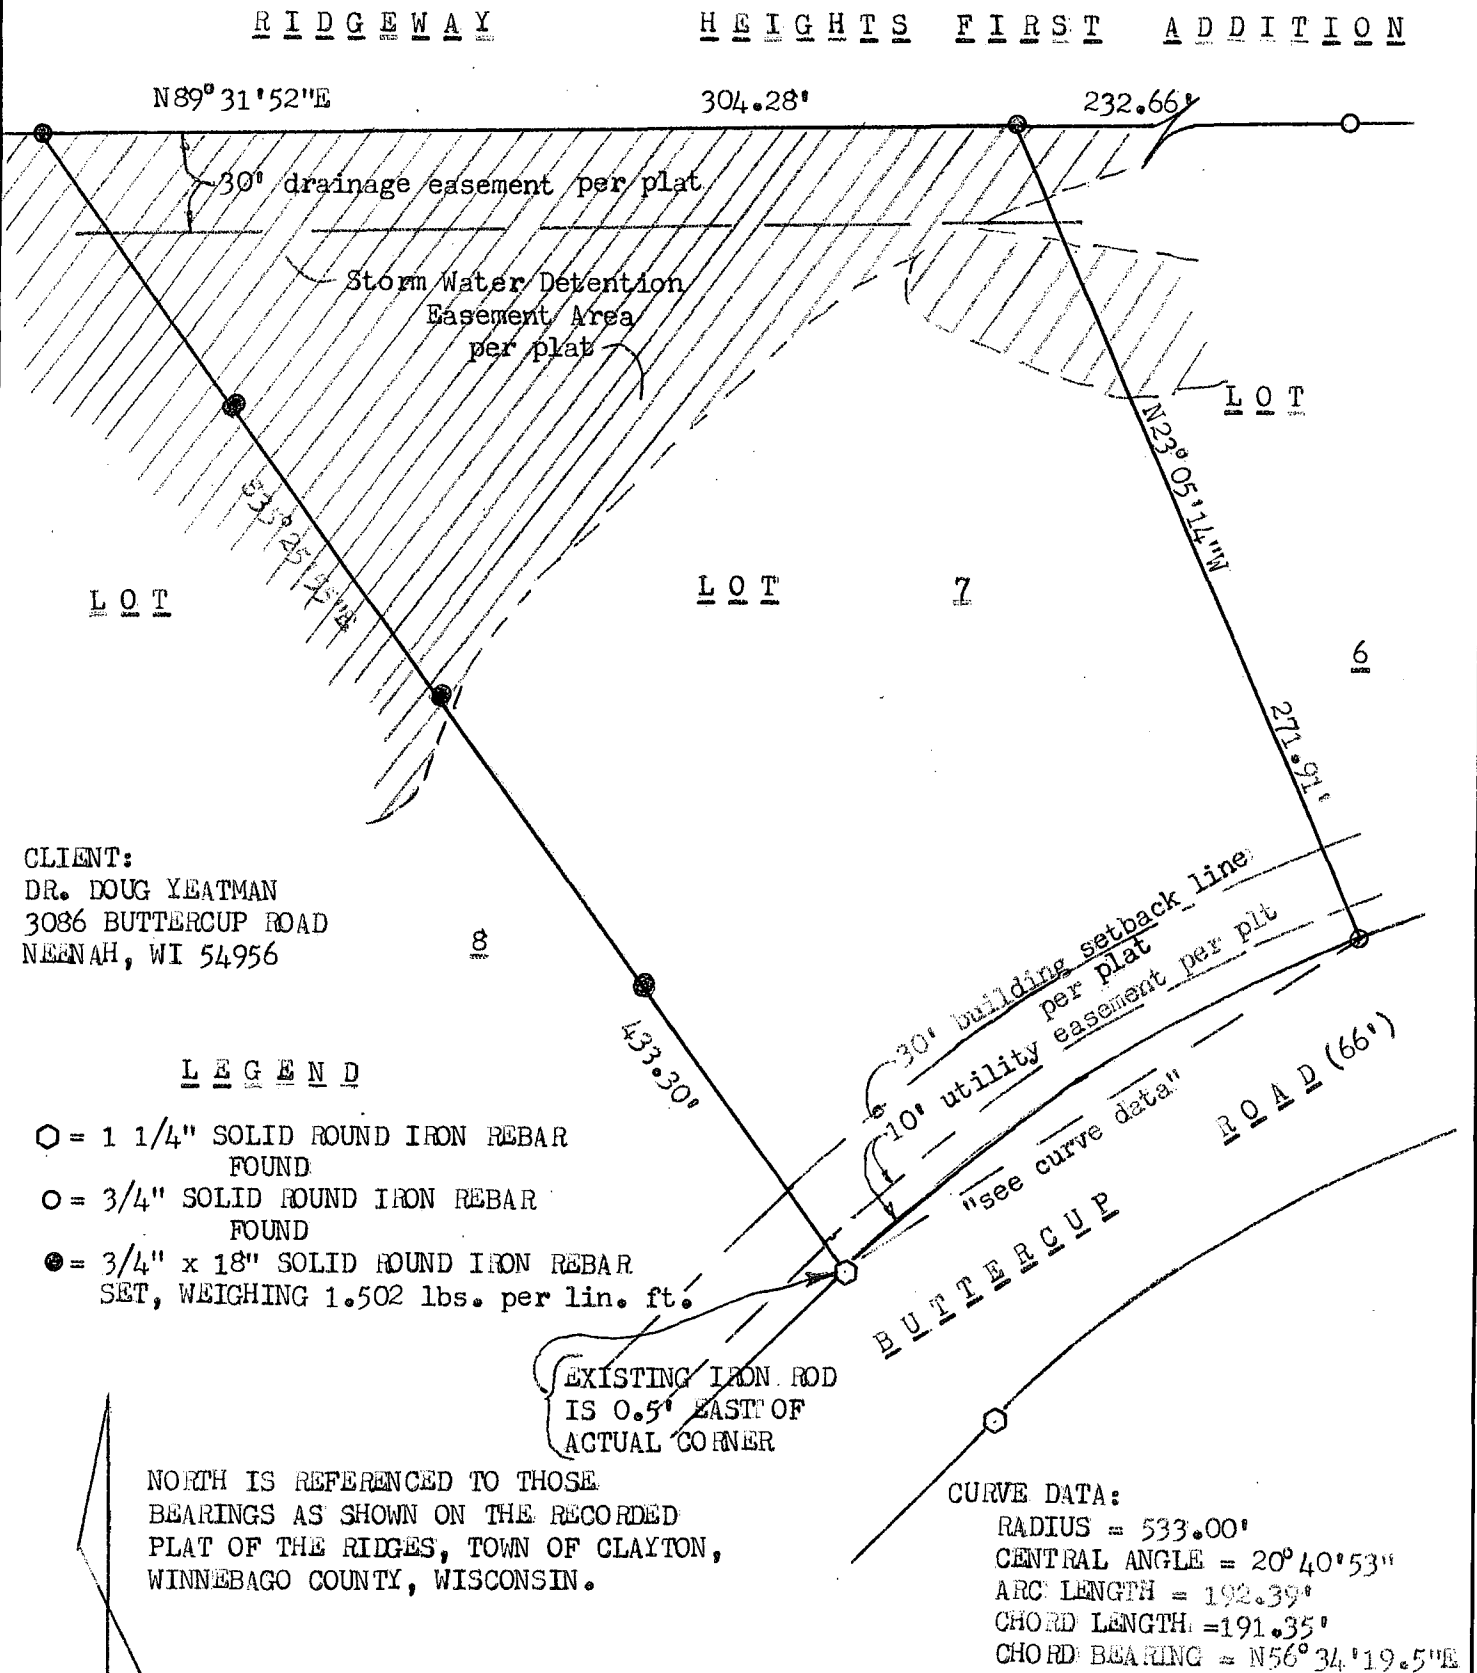 RIDGEWAY HEIGHTS FIRST ADDITION
N89°31'52"E 304.28' 232.66'
30' drainage easement per plat
Storm Water Detention
Easement Area
per plat
LOT
N23°05'14"W
LOT
LOT 7
6
271.91'
CLIENT:
DR. DOUG YEATMAN
3086 BUTTERCUP ROAD
NEENAH, WI 54956
8
433.30'
30' building setback line
per plat
10' utility easement per plt
"see curve data"
BUTTERCUP ROAD (66')
LEGEND
= 1 1/4" SOLID ROUND IRON REBAR
FOUND
= 3/4" SOLID ROUND IRON REBAR
FOUND
= 3/4" x 18" SOLID ROUND IRON REBAR
SET, WEIGHING 1.502 lbs. per lin. ft.
EXISTING IRON ROD
IS 0.5' EAST OF
ACTUAL CORNER
NORTH IS REFERENCED TO THOSE
BEARINGS AS SHOWN ON THE RECORDED
PLAT OF THE RIDGES, TOWN OF CLAYTON,
WINNEBAGO COUNTY, WISCONSIN.
CURVE DATA:
RADIUS = 533.00'
CENTRAL ANGLE = 20°40'53"
ARC LENGTH = 192.39'
CHORD LENGTH =191.35'
CHORD BEARING = N56°34'19.5"E